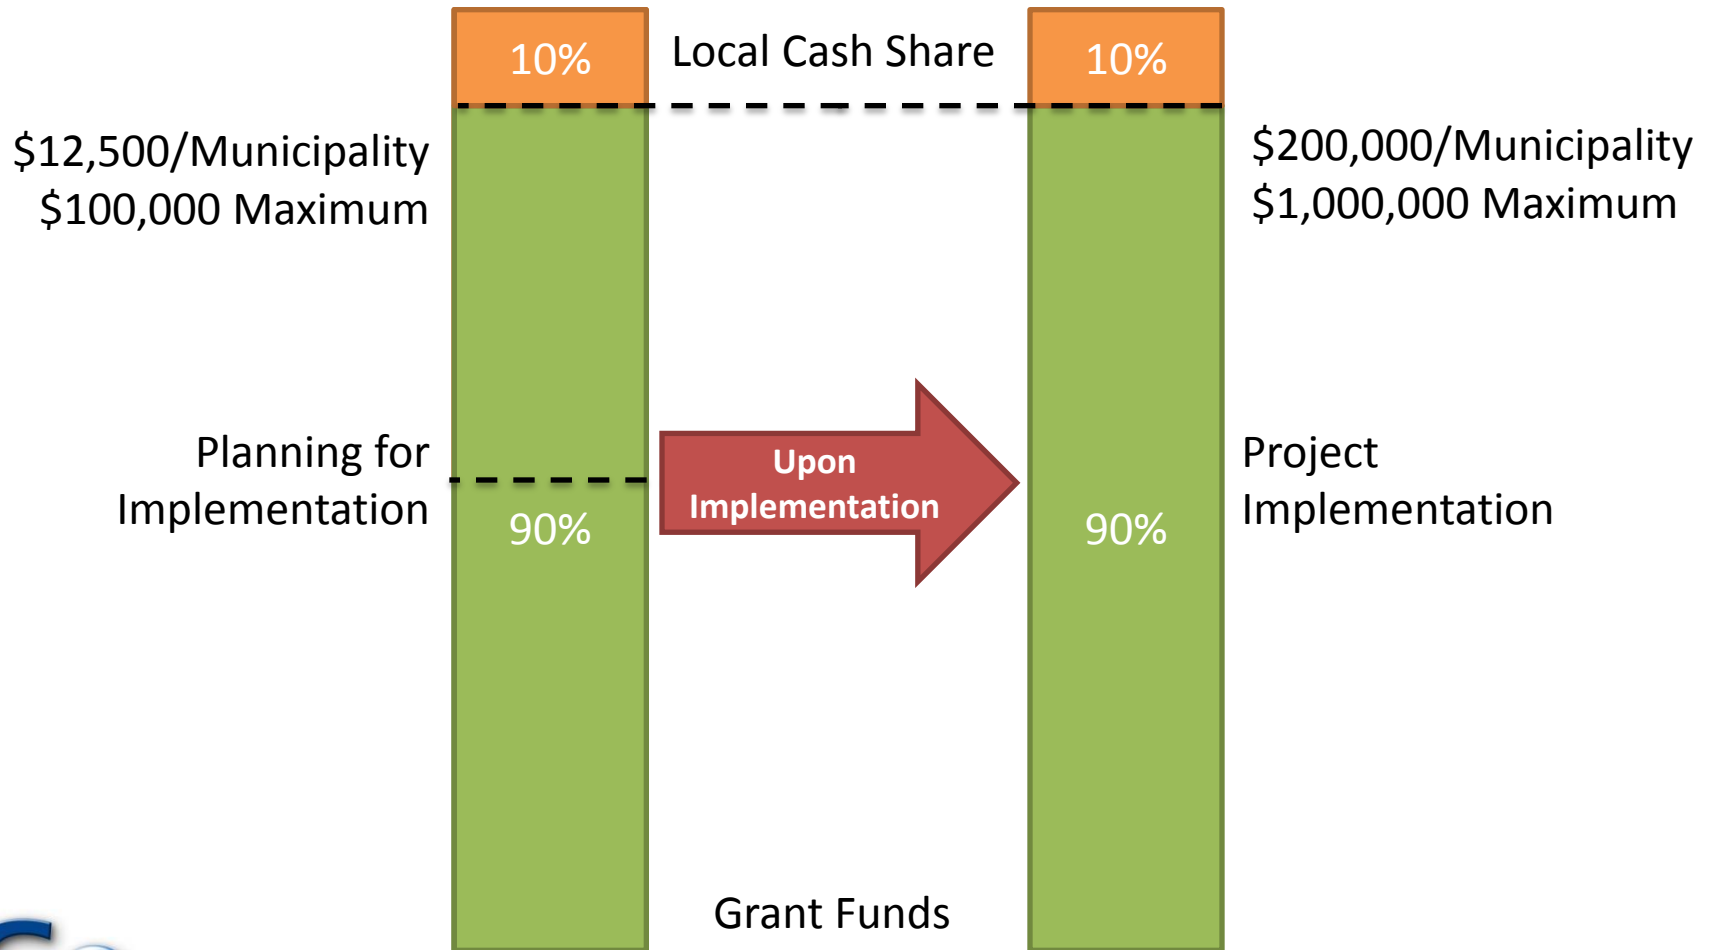 10%
Local Cash Share
10%
$12,500/Municipality
$100,000 Maximum
$200,000/Municipality
$1,000,000 Maximum
Planning for
Implementation
90%
Upon
Implementation
90%
Project
Implementation
Grant Funds